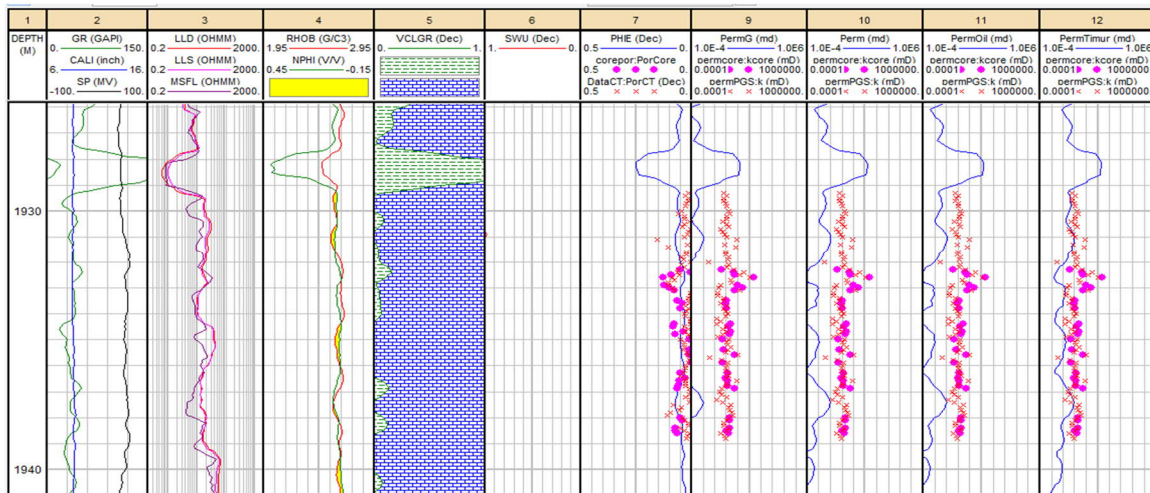 1 2 3 4 5 6 7 8 9 10 11 12
DEPTH
(M)
GR (GAPI)
0. 150.
CALI (inch)
6. 16.
SP (MV)
-100. 100.
LLD (OHMM)
0.2 2000.
LLS (OHMM)
0.2 2000.
MSFL (OHMM)
0.2 2000.
RHOB (G/C3)
1.95 2.95
NPHI (V/V)
0.45 -0.15
VCLGR (Dec)
0. 1.
SWU (Dec)
1. 0.
PHIE (Dec)
0.5 0.
corepor:PorCore
0.5 0.
DataCT:PorCT (Dec)
0.5 0.
PermG (md)
1.0E-4 1.0E6
permcore:kcore (mD)
0.0001 1000000.
permPGS:k (mD)
0.0001 1000000.
Perm (md)
1.0E-4 1.0E6
permcore:kcore (mD)
0.0001 1000000.
permPGS:k (mD)
0.0001 1000000.
PermOil (md)
1.0E-4 1.0E6
permcore:kcore (mD)
0.0001 1000000.
permPGS:k (mD)
0.0001 1000000.
PermTimur (md)
1.0E-4 1.0E6
permcore:kcore (mD)
0.0001 1000000.
permPGS:k (mD)
0.0001 1000000.
1930
1940